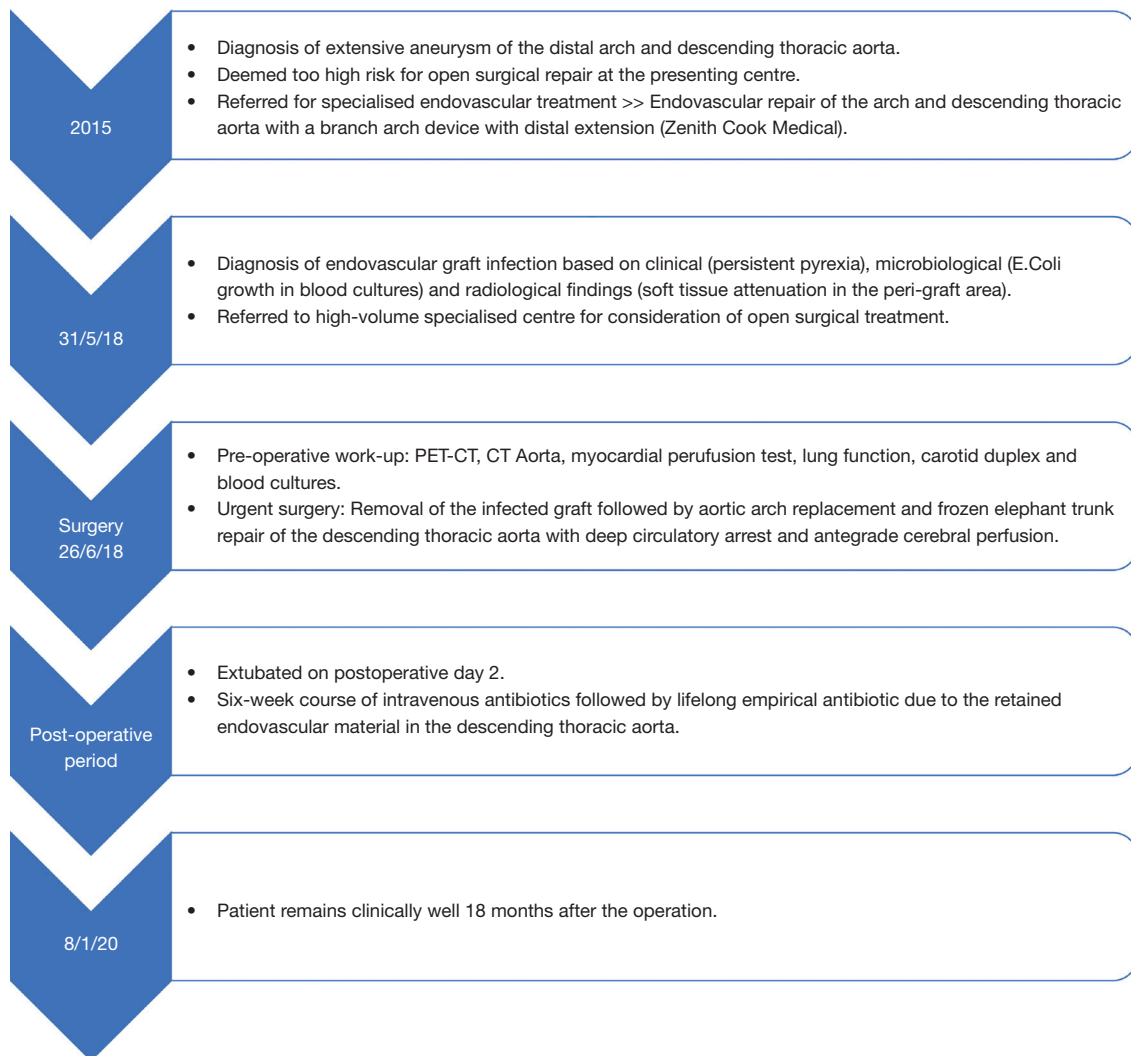 2015
• Diagnosis of extensive aneurysm of the distal arch and descending thoracic aorta.
• Deemed too high risk for open surgical repair at the presenting centre.
• Referred for specialised endovascular treatment >> Endovascular repair of the arch and descending thoracic
aorta with a branch arch device with distal extension (Zenith Cook Medical).
31/5/18
• Diagnosis of endovascular graft infection based on clinical (persistent pyrexia), microbiological (E.Coli
growth in blood cultures) and radiological findings (soft tissue attenuation in the peri-graft area).
• Referred to high-volume specialised centre for consideration of open surgical treatment.
Surgery
26/6/18
• Pre-operative work-up: PET-CT, CT Aorta, myocardial perufusion test, lung function, carotid duplex and
blood cultures.
• Urgent surgery: Removal of the infected graft followed by aortic arch replacement and frozen elephant trunk
repair of the descending thoracic aorta with deep circulatory arrest and antegrade cerebral perfusion.
Post-operative
period
• Extubated on postoperative day 2.
• Six-week course of intravenous antibiotics followed by lifelong empirical antibiotic due to the retained
endovascular material in the descending thoracic aorta.
8/1/20
• Patient remains clinically well 18 months after the operation.